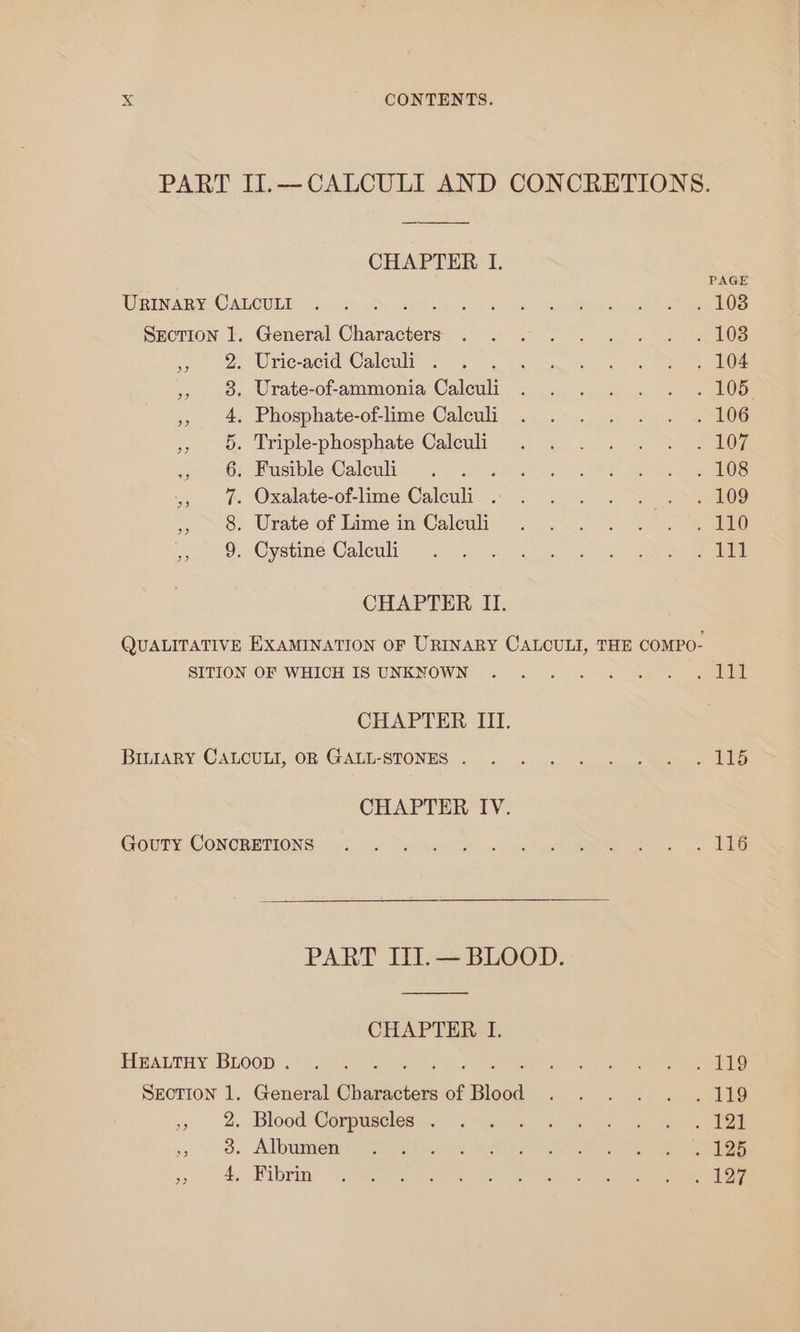 x CONTENTS.
PART II.—CALCULI AND CONCRETIONS.
CHAPTER I.
PAGE
URINARY CALCULI . . . . . . . . . . . . . . . 103
SECTION 1. General Characters . . . . . . . . . 103
,, 2. Uric-acid Calculi . . . . . . . . . . 104
,, 3. Urate-of-ammonia Calculi . . . . . . . 105
,, 4. Phosphate-of-lime Calculi . . . . . . . 106
,, 5. Triple-phosphate Calculi . . . . . . . 107
,, 6. Fusible Calculi . . . . . . . . . . . 108
,, 7. Oxalate-of-lime Calculi . . . . . . . . 109
,, 8. Urate of Lime in Calculi . . . . . . . 110
,, 9. Cystine Calculi . . . . . . . . . . . 111
CHAPTER II.
QUALITATIVE EXAMINATION OF URINARY CALCULI, THE COMPO-
SITION OF WHICH IS UNKNOWN . . . . . . . . 111
CHAPTER III.
BILIARY CALCULI, OR GALL-STONES . . . . . . . . . 115
CHAPTER IV.
GOUTY CONCRETIONS . . . . . . . . . . . . . . 116
PART III.—BLOOD.
CHAPTER I.
HEALTHY BLOOD . . . . . . . . . . . . . . . . 119
SECTION 1. General Characters of Blood . . . . . . 119
,, 2. Blood Corpuscles . . . . . . . . . . 121
,, 3. Albumen . . . . . . . . . . . . . 125
,, 4. Fibrin . . . . . . . . . . . . . . 127